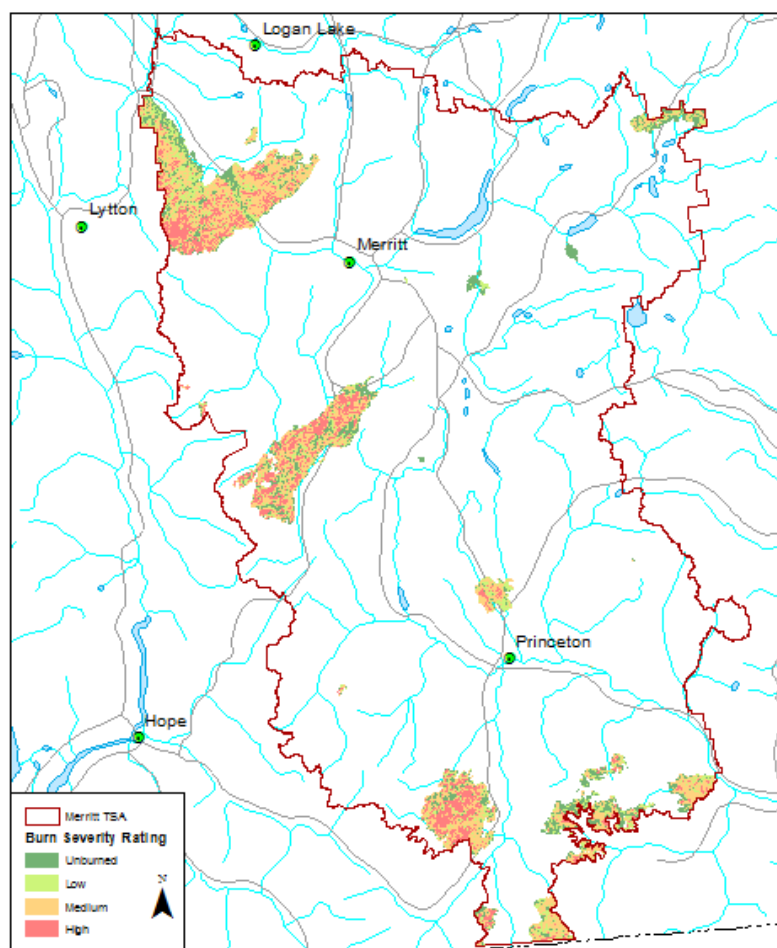 Logan Lake
Lytton
Merritt
Princeton
Hope
Merritt TSA
Burn Severity Rating
Unburned
Low
Medium
High
N